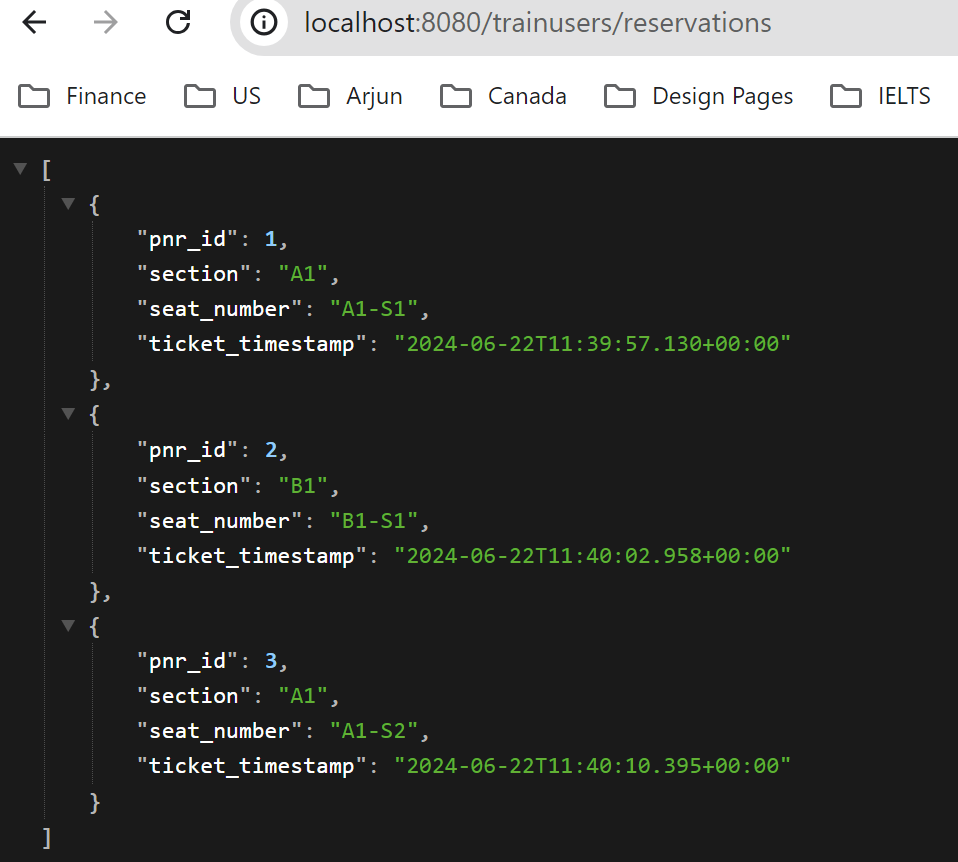 localhost:8080/trainusers/reservations
Finance US Arjun Canada Design Pages IELTS
[
{
"pnr_id": 1,
"section": "A1",
"seat_number": "A1-S1",
"ticket_timestamp": "2024-06-22T11:39:57.130+00:00"
},
{
"pnr_id": 2,
"section": "B1",
"seat_number": "B1-S1",
"ticket_timestamp": "2024-06-22T11:40:02.958+00:00"
},
{
"pnr_id": 3,
"section": "A1",
"seat_number": "A1-S2",
"ticket_timestamp": "2024-06-22T11:40:10.395+00:00"
}
]